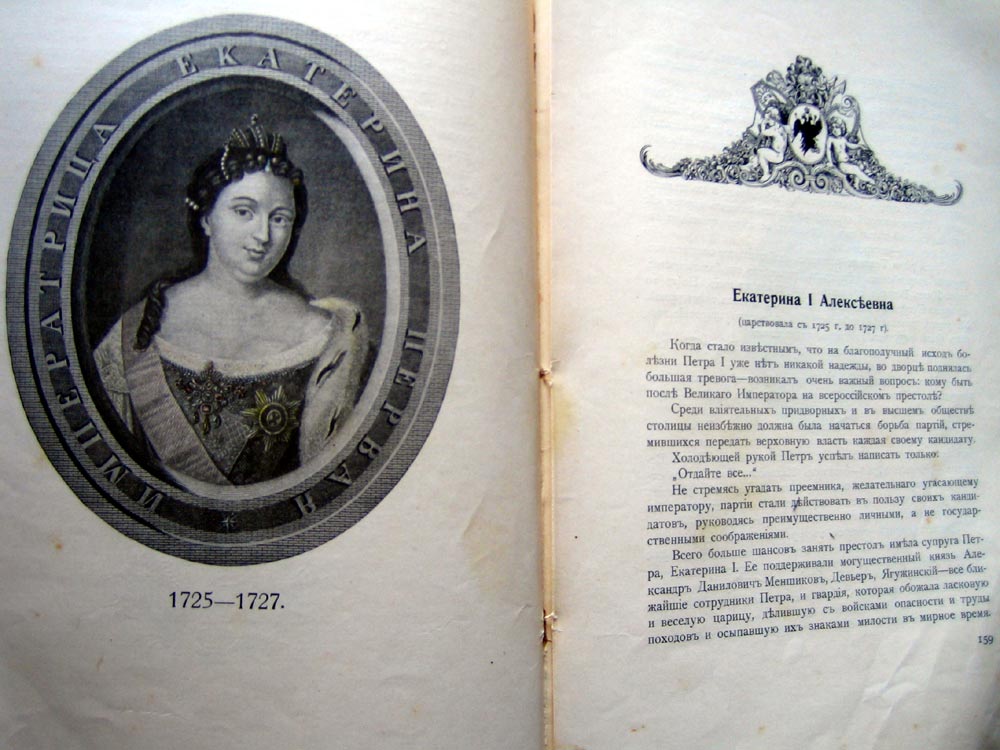 ИМПЕРАТРИЦА ЕКАТЕРИНА ПЕРВАЯ
1725—1727.
Екатерина I Алексѣевна
(царствовала съ 1725 г. до 1727 г).
Когда стало извѣстнымъ, что на благополучный исходъ бо-
лѣзни Петра I уже нѣтъ никакой надежды, во дворцѣ поднялась
большая тревога—возникалъ очень важный вопросъ: кому быть
послѣ Великаго Императора на всероссійскомъ престолѣ?
Среди вліятельныхъ придворныхъ и въ высшемъ обществѣ
столицы неизбѣжно должна была начаться борьба партій, стре-
мившихся передать верховную власть каждая своему кандидату.
Холодѣющей рукой Петръ успѣлъ написать только:
„Отдайте все...“
Не стремясь угадать преемника, желательнаго угасающему
императору, партіи стали дѣйствовать въ пользу своихъ канди-
датовъ, руководясь преимущественно личными, а не государ-
ственными соображеніями.
Всего больше шансовъ занять престолъ имѣла супруга Пет-
ра, Екатерина I. Ее поддерживали могущественный князь Але-
ксандръ Даниловичъ Меншиковъ, Девьеръ, Ягужинскій—все бли-
жайшіе сотрудники Петра, и гвардія, которая обожала ласковую
и веселую царицу, дѣлившую съ войсками опасности и труды
походовъ и осыпавшую ихъ знаками милости въ мирное время.
159